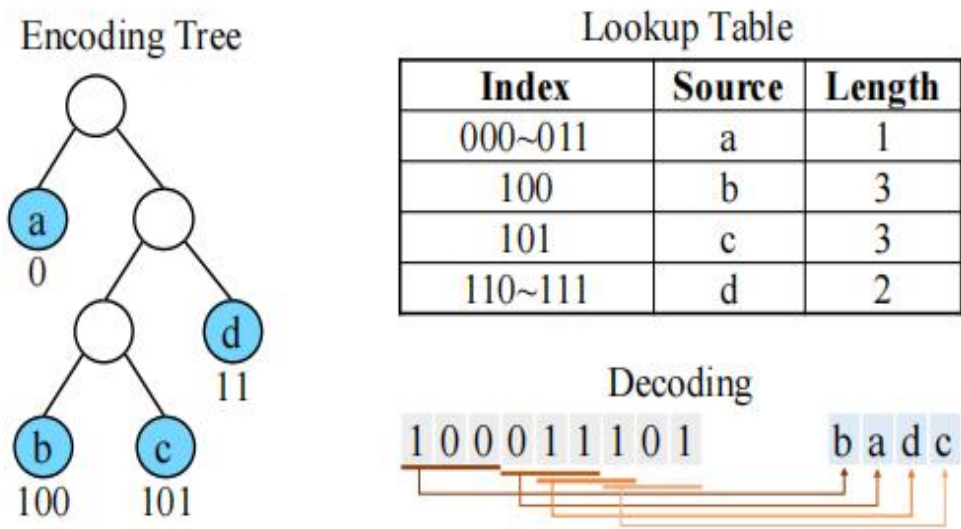 Encoding Tree
a
0
d
11
b
c
100
101
Lookup Table
Index Source Length
000~011 a 1
100 b 3
101 c 3
110~111 d 2
Decoding
1 0 0 0 1 1 1 0 1 b a d c